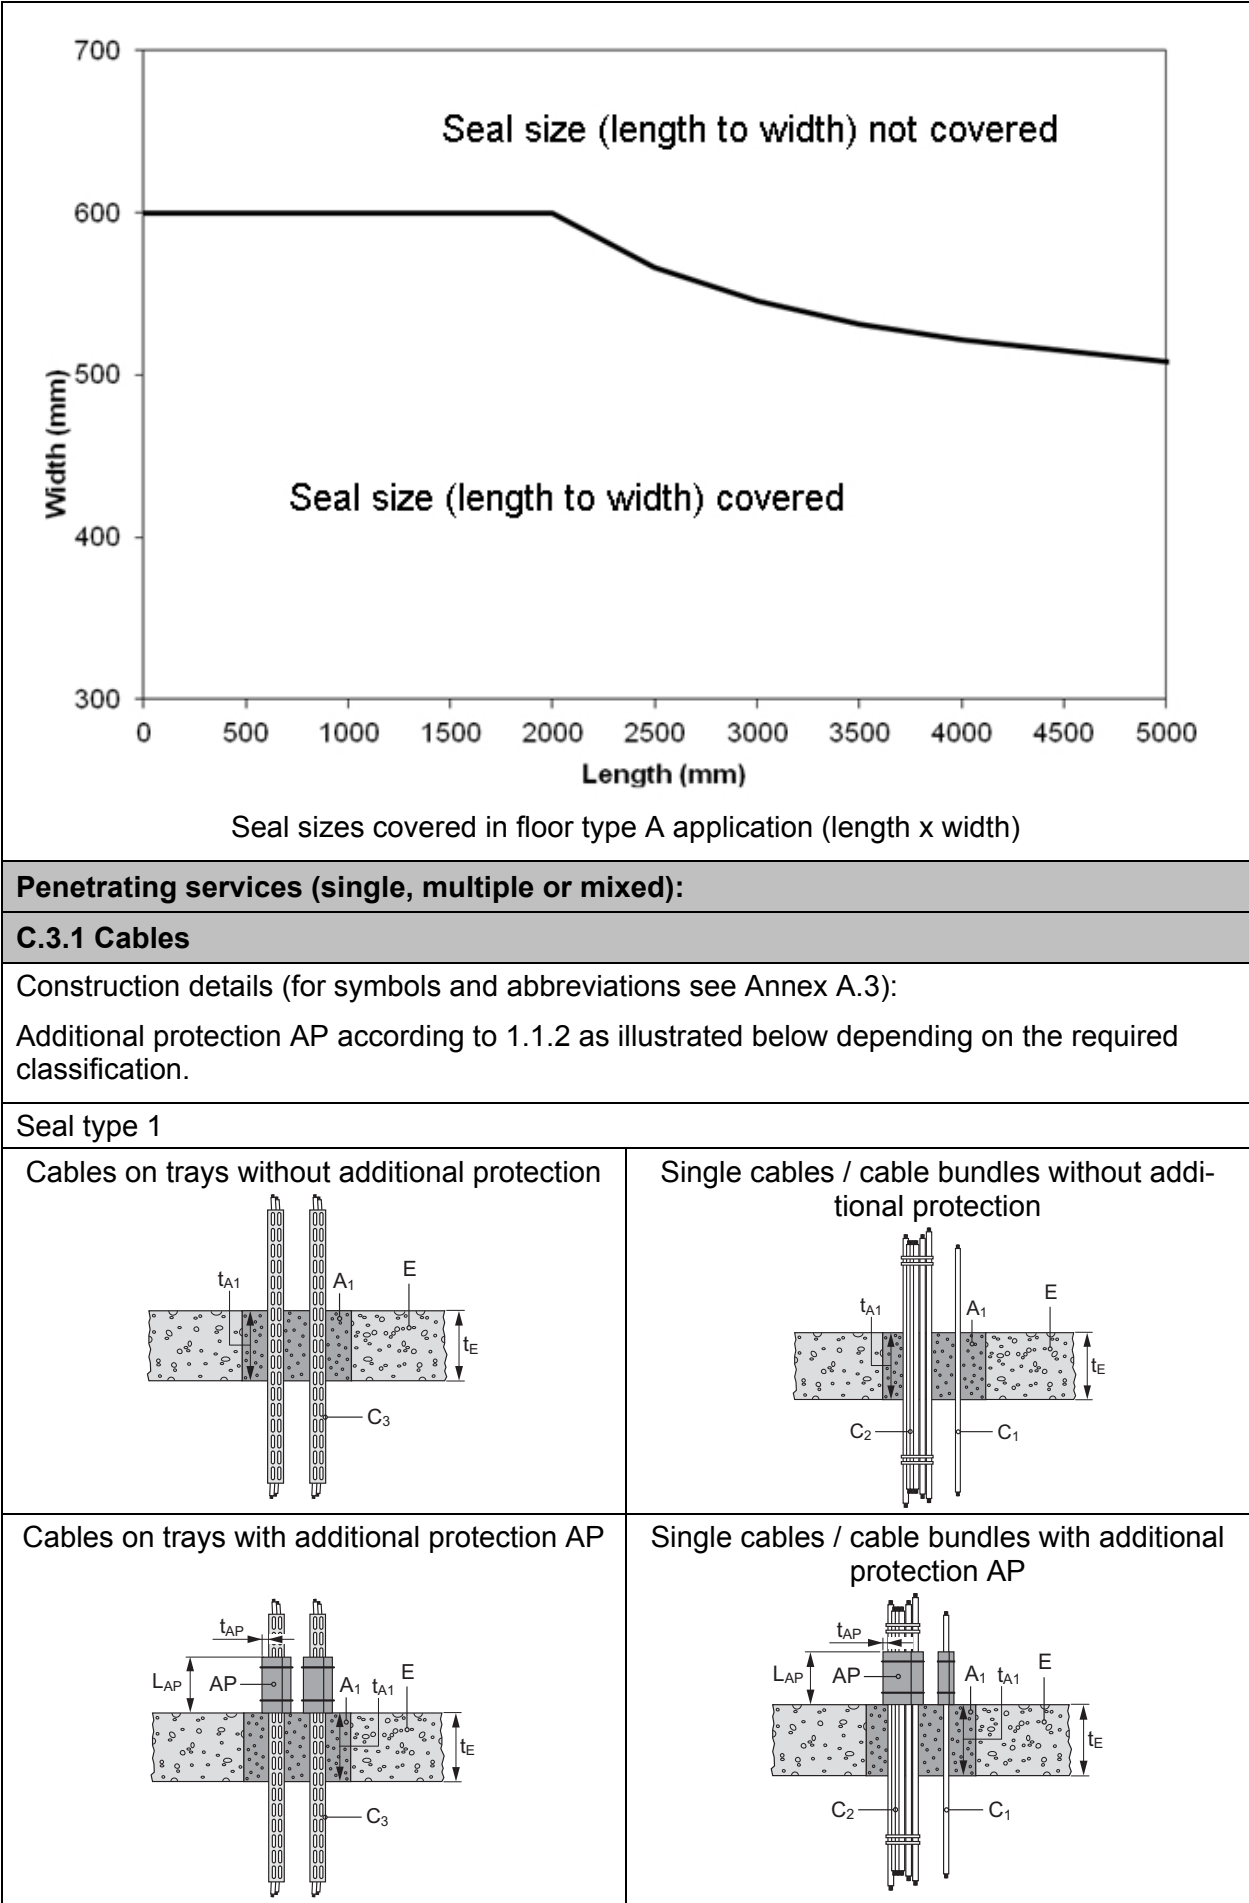 700
Seal size (length to width) not covered
600
500
Width (mm)
Seal size (length to width) covered
400
300
0 500 1000 1500 2000 2500 3000 3500 4000 4500 5000
Length (mm)
Seal sizes covered in floor type A application (length x width)
Penetrating services (single, multiple or mixed):
C.3.1 Cables
Construction details (for symbols and abbreviations see Annex A.3):
Additional protection AP according to 1.1.2 as illustrated below depending on the required
classification.
Seal type 1
Cables on trays without additional protection
tA1 A1 E
tE
C3
Single cables / cable bundles without addi-
tional protection
tA1 A1 E
tE
C2 C1
Cables on trays with additional protection AP
tAP
LAP AP A1 tA1 E
tE
C3
Single cables / cable bundles with additional
protection AP
tAP
LAP AP A1 tA1 E
tE
C2 C1